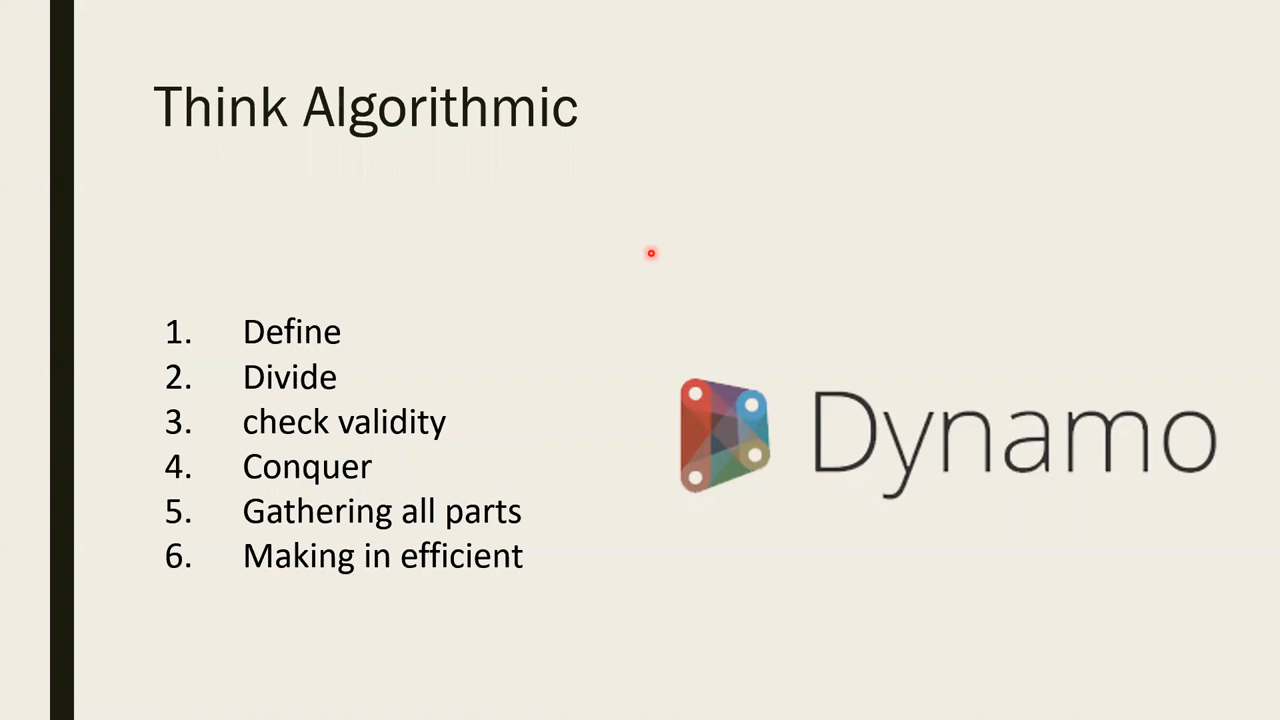 Think Algorithmic
1. Define
2. Divide
3. check validity
4. Conquer
5. Gathering all parts
6. Making in efficient
Dynamo